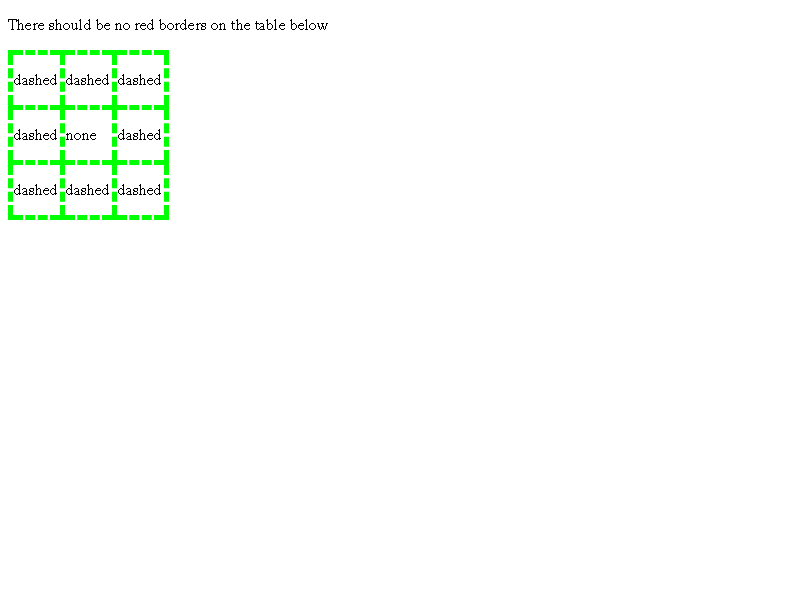 There should be no red borders on the table below
dashed dashed dashed
dashed none dashed
dashed dashed dashed